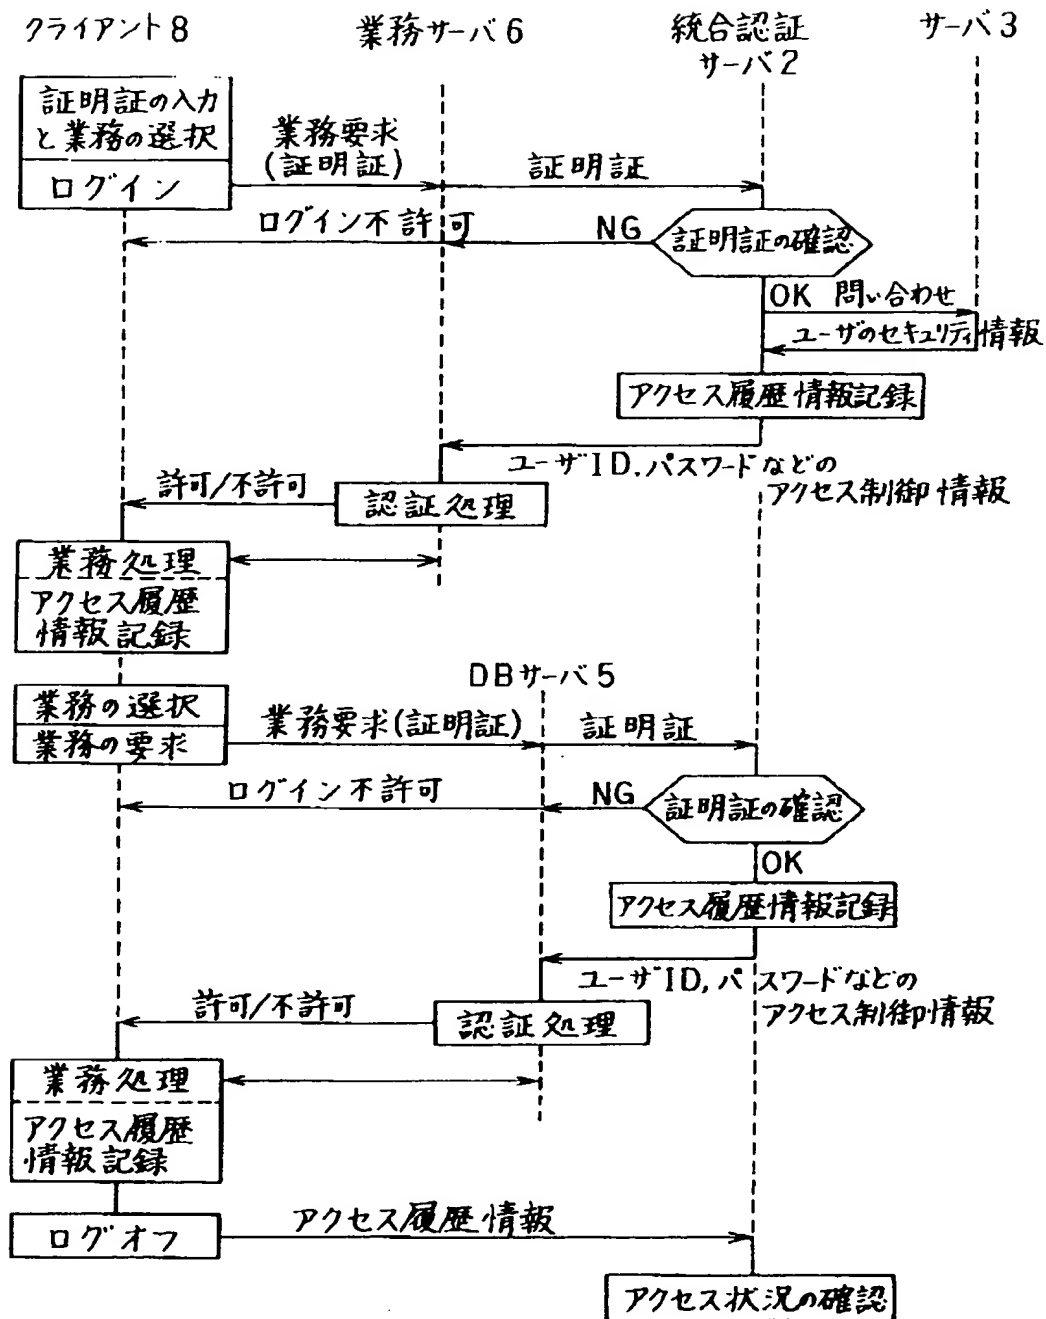 クライアント8
業務サーバ6
統合認証
サーバ2
サーバ3
証明証の入力
と業務の選択
ログイン
業務要求
(証明証)
証明証
ログイン不許可
NG
証明証の確認
OK 問い合わせ
ユーザのセキュリティ情報
アクセス履歴情報記録
ユーザID,パスワードなどの
アクセス制御情報
許可/不許可
認証処理
業務処理
アクセス履歴
情報記録
DBサーバ5
業務の選択
業務の要求
業務要求(証明証)
証明証
ログイン不許可
NG
証明証の確認
OK
アクセス履歴情報記録
ユーザID,パスワードなどの
アクセス制御情報
許可/不許可
認証処理
業務処理
アクセス履歴
情報記録
ログオフ
アクセス履歴情報
アクセス状況の確認